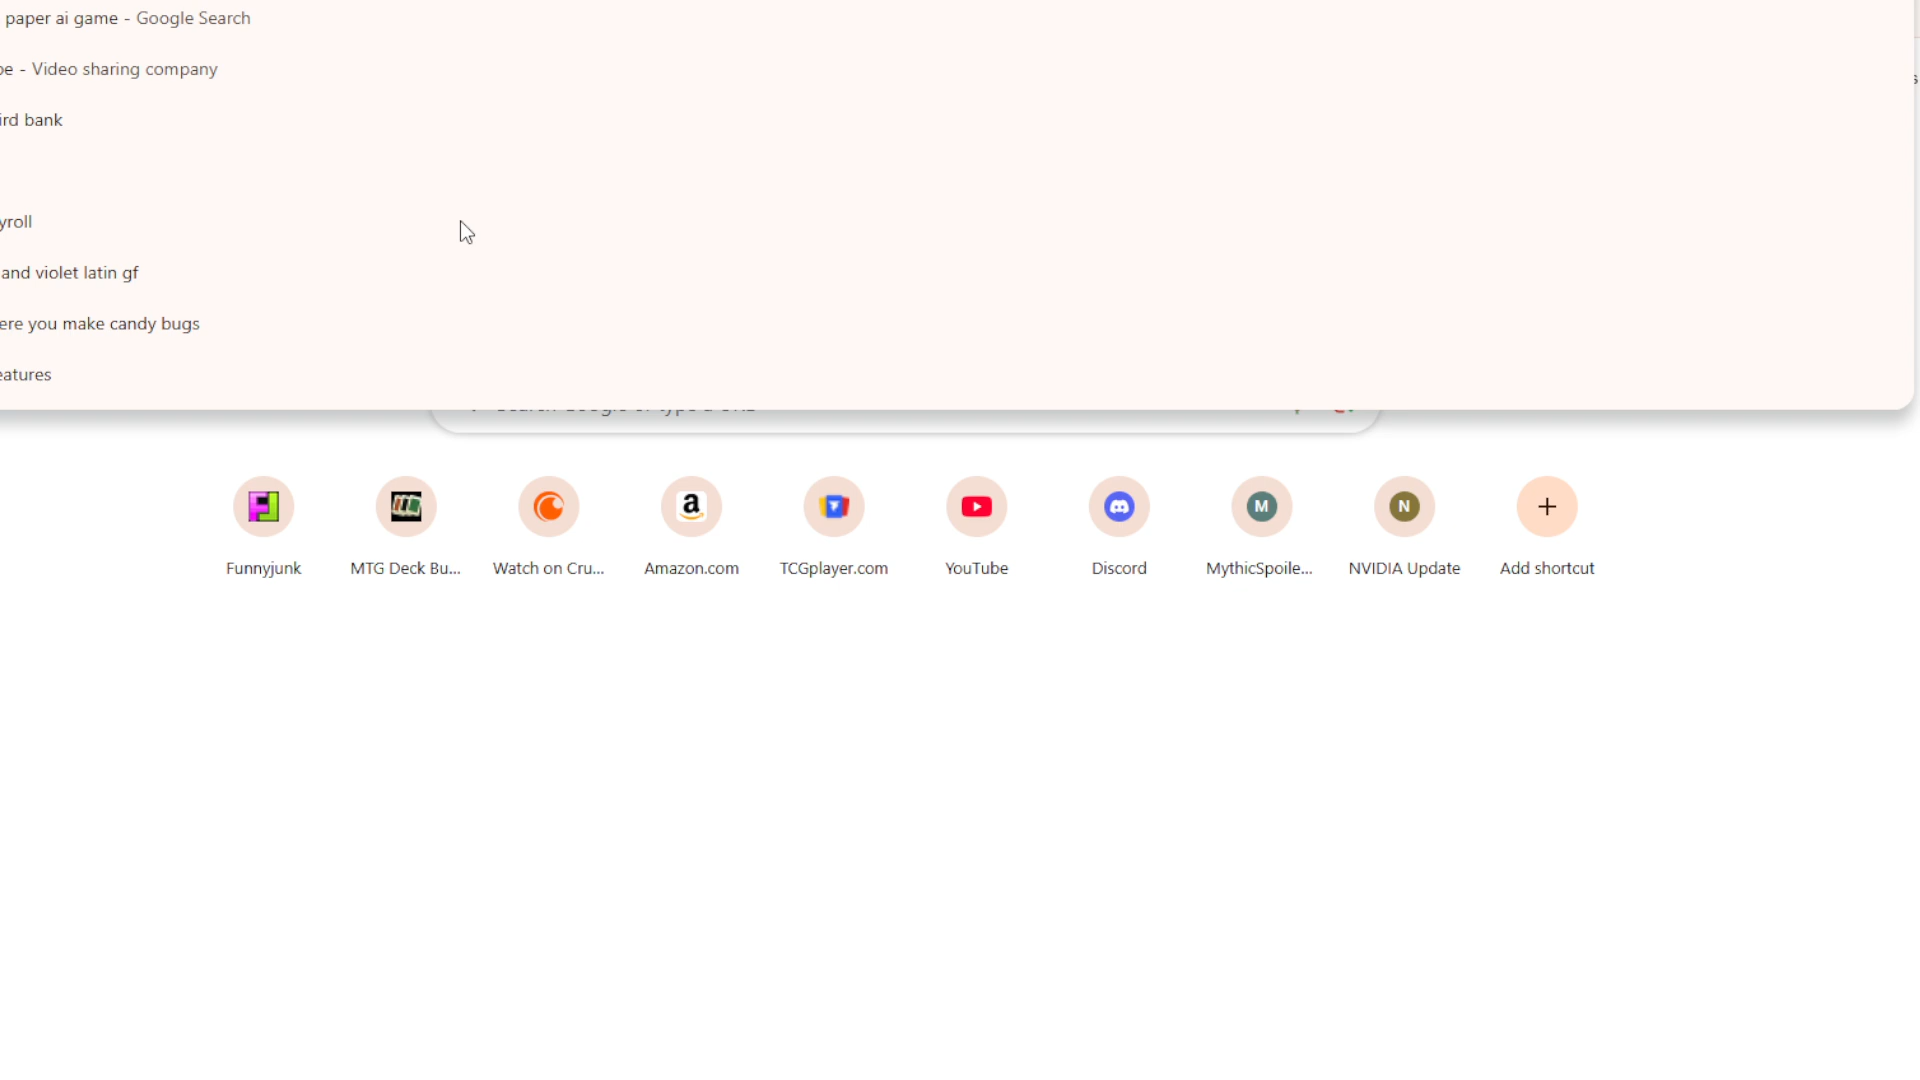 paper ai game - Google Search
be - Video sharing company
ird bank
yroll
and violet latin gf
ere you make candy bugs
eatures
a
M
N
Funnyjunk
MTG Deck Bu...
Watch on Cru...
Amazon.com
TCGplayer.com
YouTube
Discord
MythicSpoile...
NVIDIA Update
Add shortcut